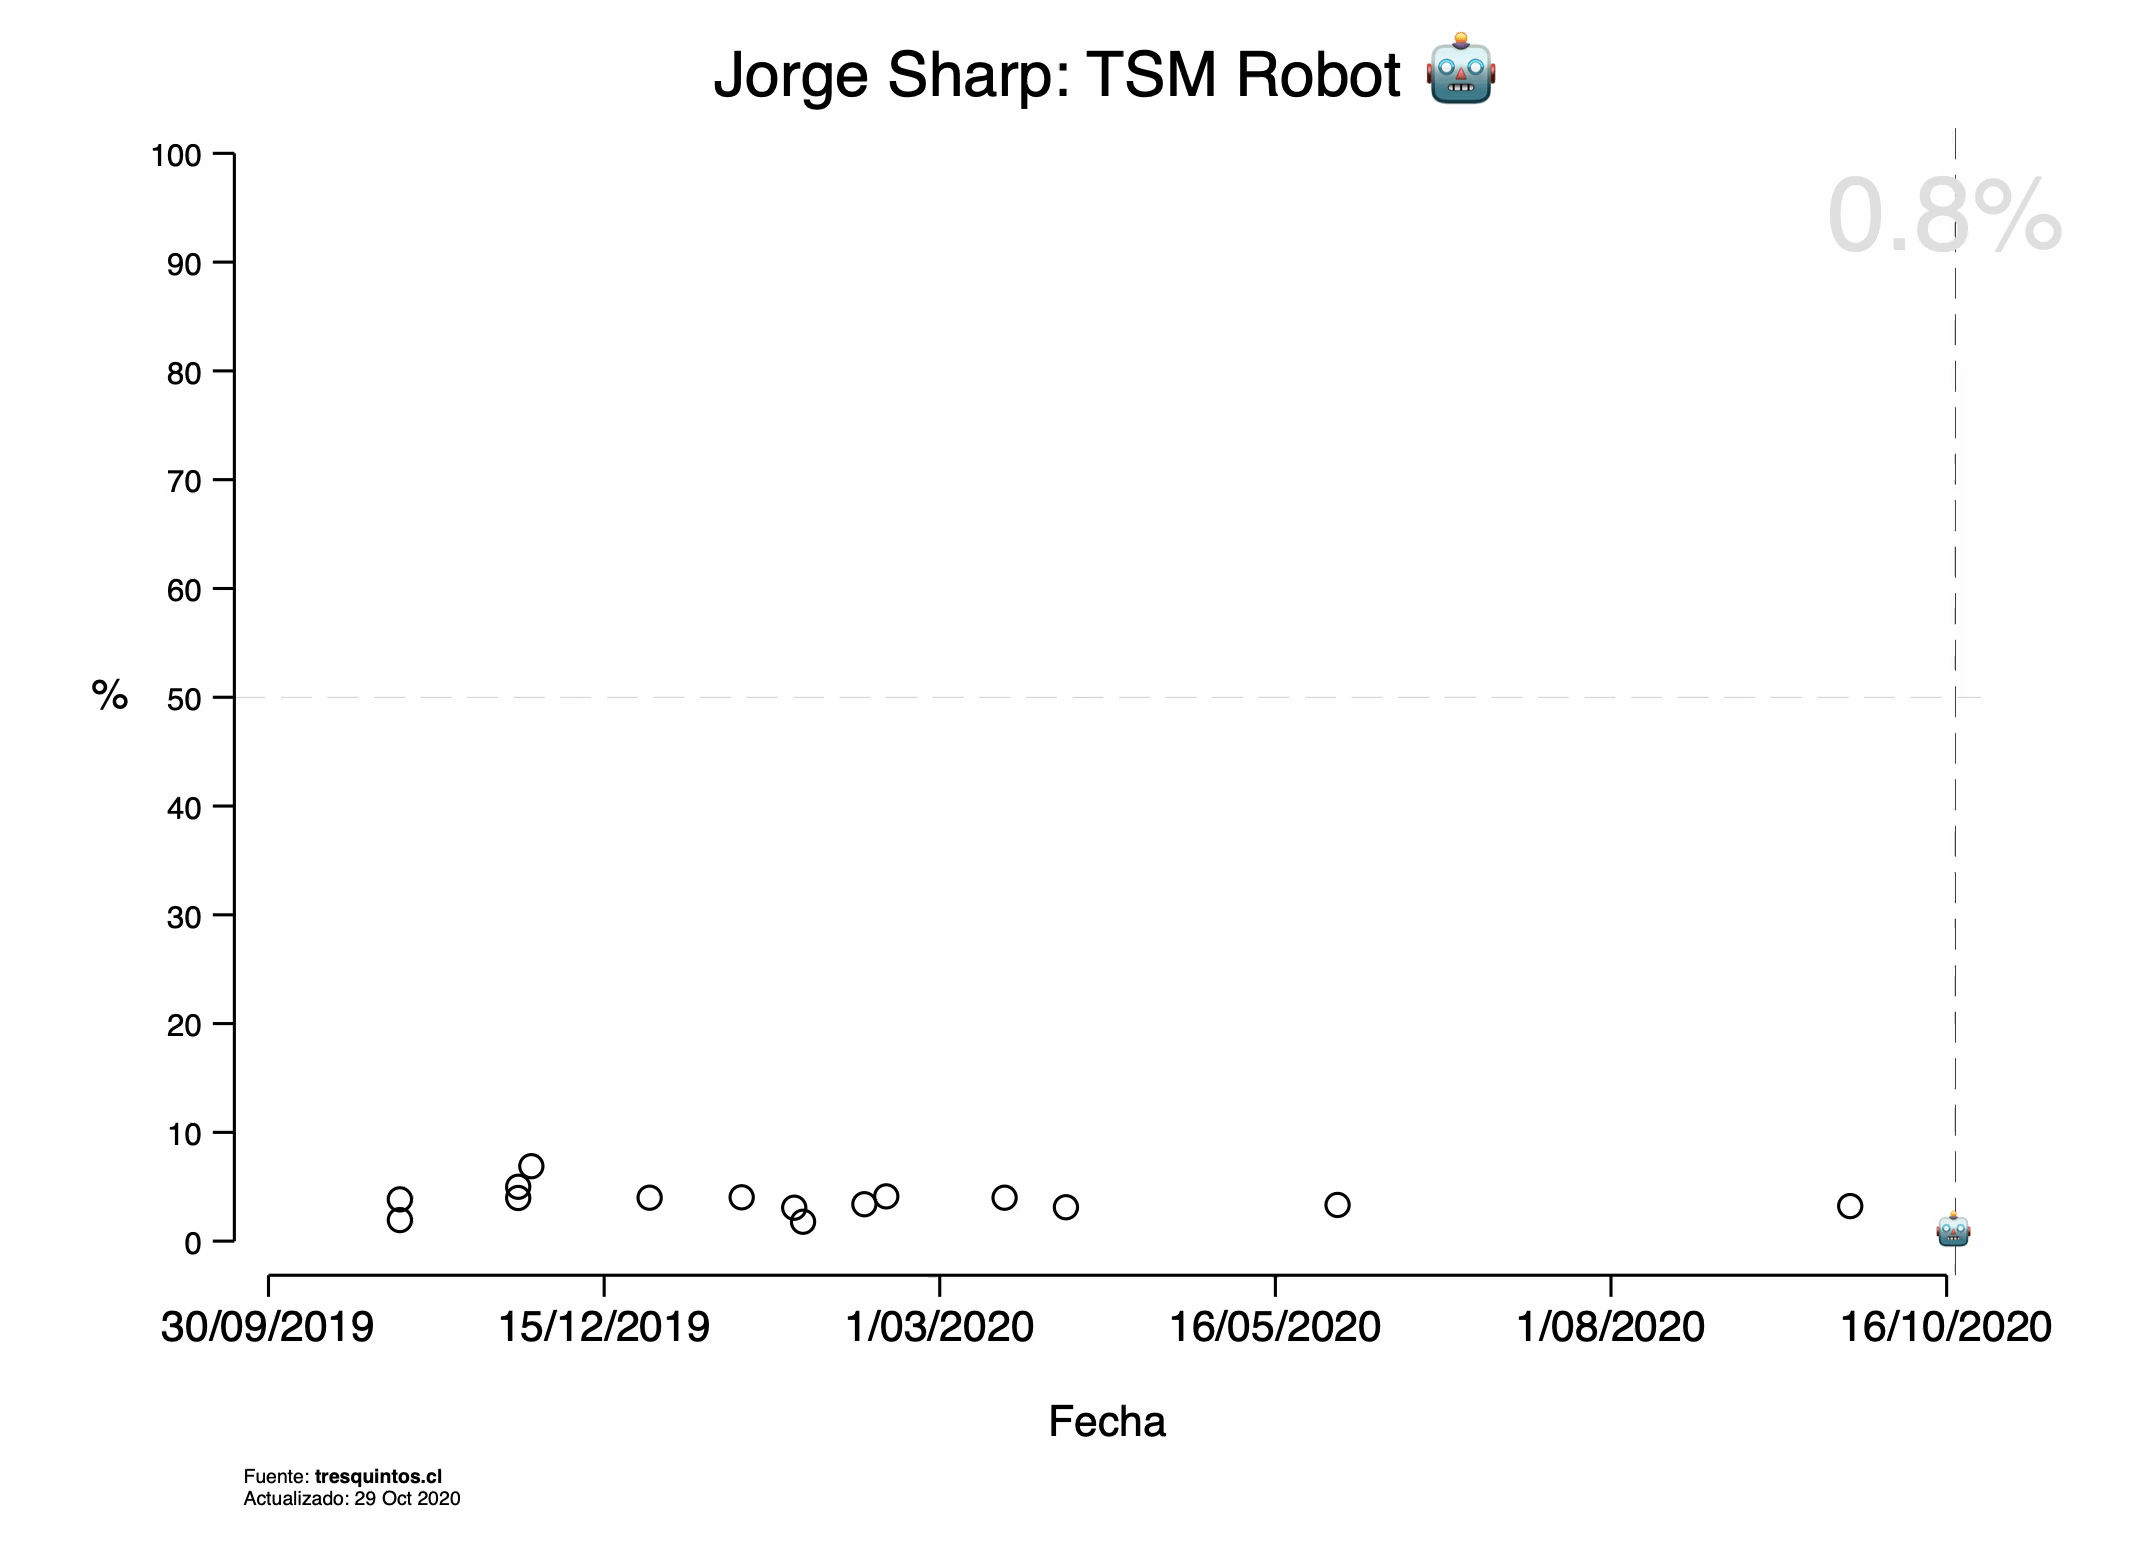 Jorge Sharp: TSM Robot 🤖
0.8%
100
90
80
70
60
50
40
30
20
10
0
%
30/09/2019 15/12/2019 1/03/2020 16/05/2020 1/08/2020 16/10/2020
Fecha
Fuente: tresquintos.cl
Actualizado: 29 Oct 2020